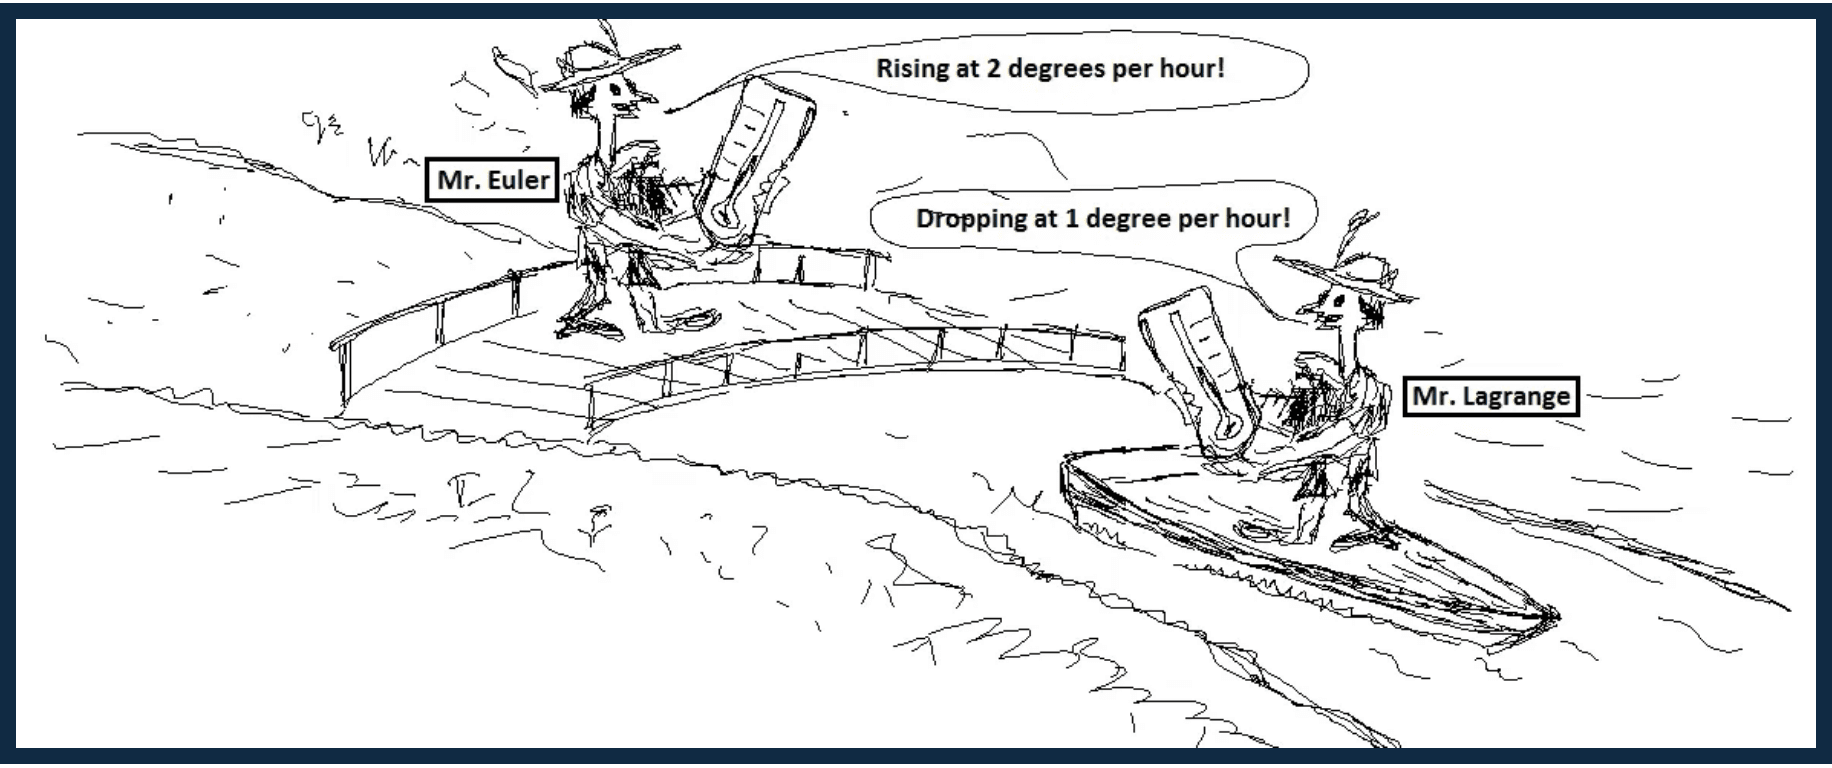 Rising at 2 degrees per hour!
Mr. Euler
Dropping at 1 degree per hour!
Mr. Lagrange